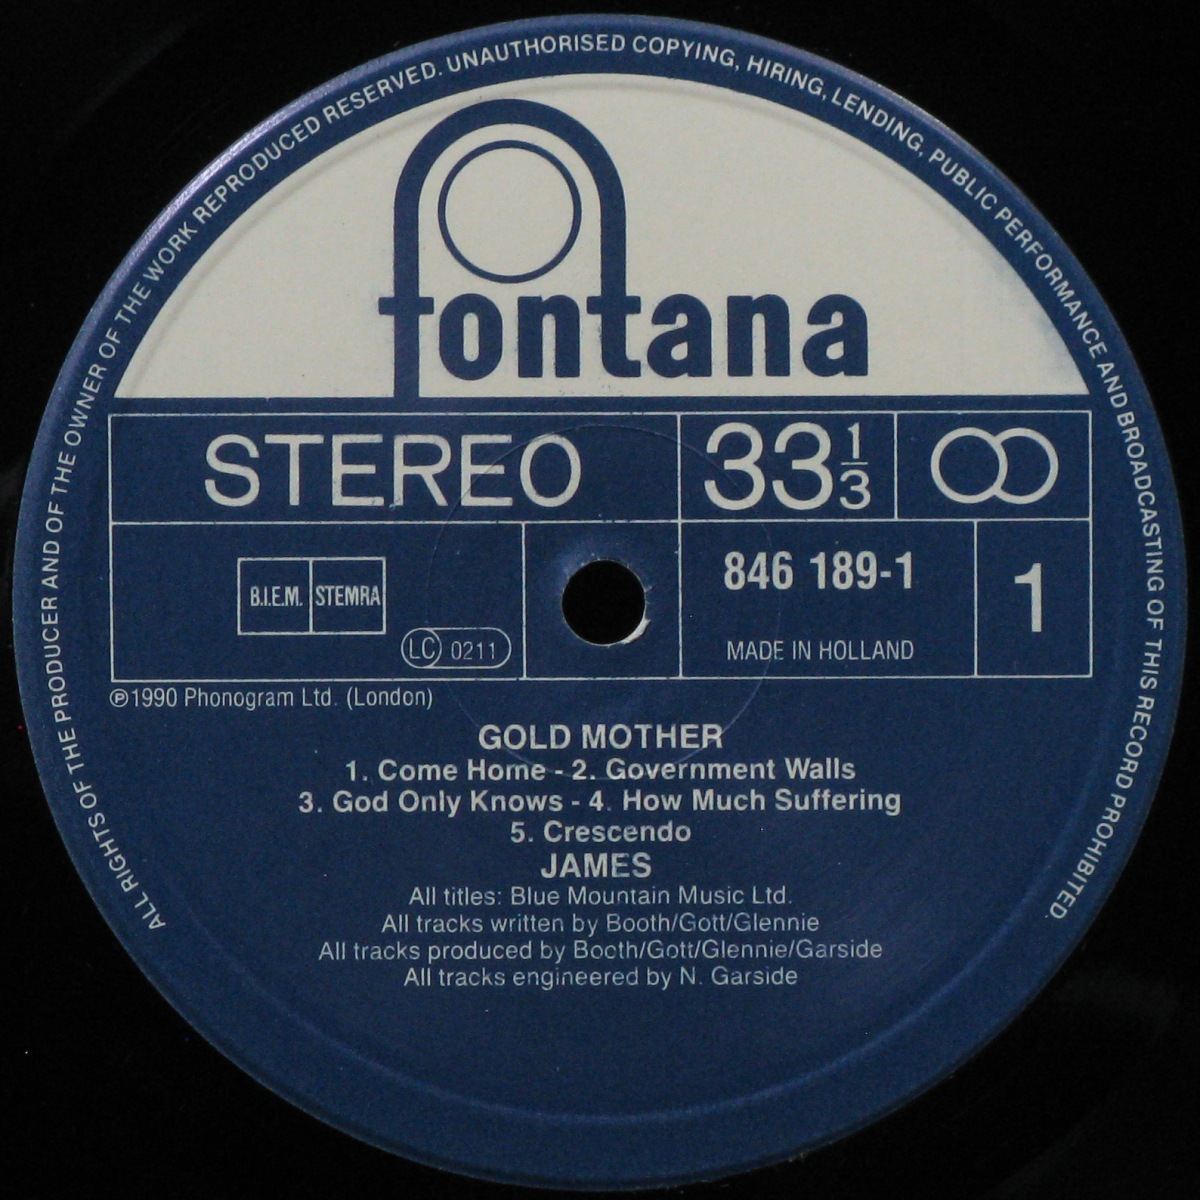 ALL RIGHTS OF THE PRODUCER AND OF THE OWNER OF THE WORK REPRODUCED RESERVED. UNAUTHORISED COPYING, HIRING, LENDING, PUBLIC PERFORMANCE AND BROADCASTING OF THIS RECORD PROHIBITED.
fontana
STEREO 33 1/3
B.I.E.M. STEMRA 846 189-1 1
LC 0211 MADE IN HOLLAND
℗1990 Phonogram Ltd. (London)
GOLD MOTHER
1. Come Home - 2. Government Walls
3. God Only Knows - 4. How Much Suffering
5. Crescendo
JAMES
All titles: Blue Mountain Music Ltd.
All tracks written by Booth/Gott/Glennie
All tracks produced by Booth/Gott/Glennie/Garside
All tracks engineered by N. Garside